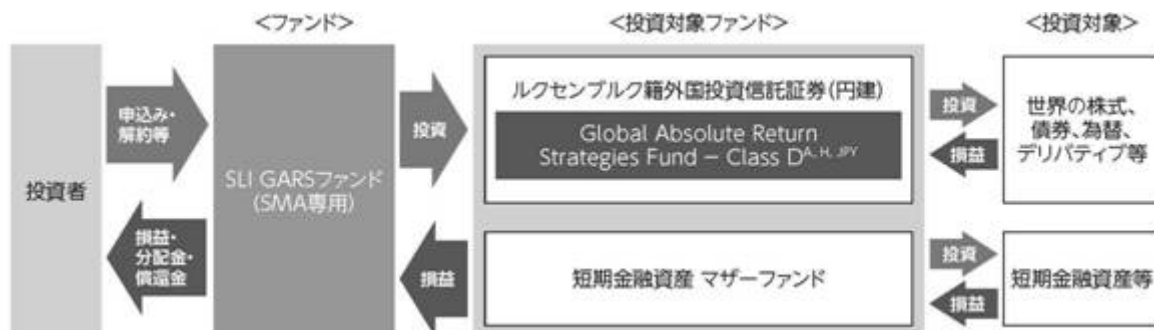 <ファンド>
<投資対象ファンド>
<投資対象>
投資者
申込み・
解約等
損益・
分配金・
償還金
SLI GARSファンド
(SMA専用)
投資
損益
ルクセンブルク籍外国投資信託証券(円建)
Global Absolute Return
Strategies Fund – Class D^A, H, JPY
投資
損益
世界の株式、
債券、為替、
デリバティブ等
短期金融資産 マザーファンド
投資
損益
短期金融資産等